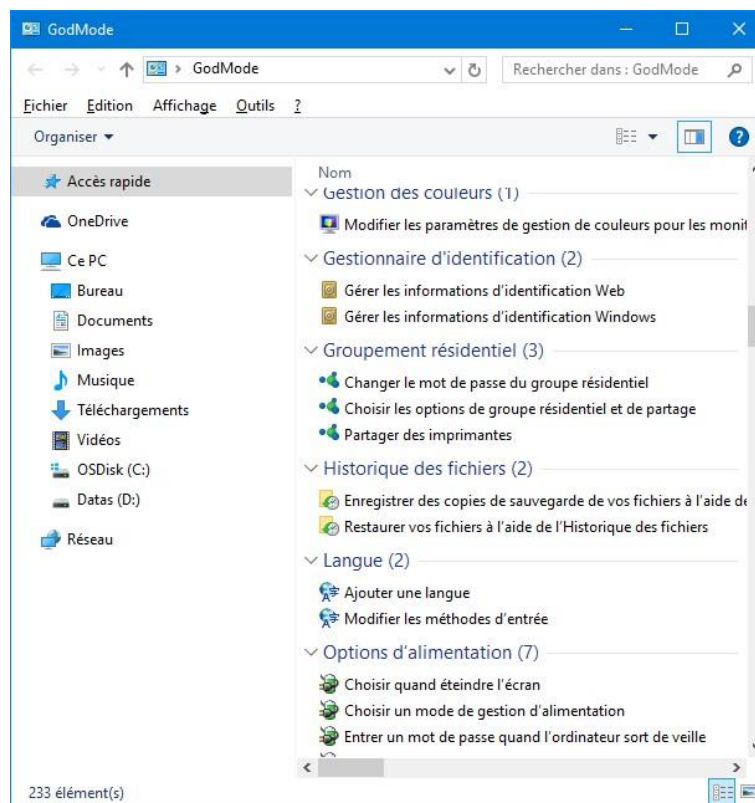 GodMode
GodMode
Rechercher dans : GodMode
Fichier Edition Affichage Outils ?
Organiser
Accès rapide
OneDrive
Ce PC
Bureau
Documents
Images
Musique
Téléchargements
Vidéos
OSDisk (C:)
Datas (D:)
Réseau
Nom
Gestion des couleurs (1)
Modifier les paramètres de gestion de couleurs pour les monit
Gestionnaire d'identification (2)
Gérer les informations d'identification Web
Gérer les informations d'identification Windows
Groupement résidentiel (3)
Changer le mot de passe du groupe résidentiel
Choisir les options de groupe résidentiel et de partage
Partager des imprimantes
Historique des fichiers (2)
Enregistrer des copies de sauvegarde de vos fichiers à l'aide de
Restaurer vos fichiers à l'aide de l'Historique des fichiers
Langue (2)
Ajouter une langue
Modifier les méthodes d'entrée
Options d'alimentation (7)
Choisir quand éteindre l'écran
Choisir un mode de gestion d'alimentation
Entrer un mot de passe quand l'ordinateur sort de veille
233 élément(s)